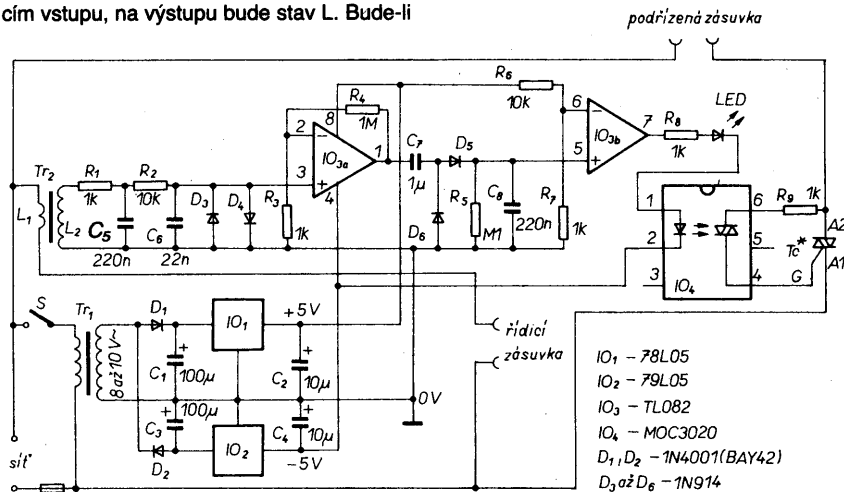 cím vstupu, na výstupu bude stav L. Bude-li
podřízená zásuvka
R6
10k
R4
1M
8
2
−
IO3a
1
3
+
4
C7
1µ
D5
6
−
IO3b
7
5
+
R8
1k
LED
Tr2
L1
L2
R1
1k
R2
10k
C5
220n
C6
22n
D3
D4
R3
1k
D6
R5
M1
C8
220n
R7
1k
1
2
3
IO4
6
5
4
R9
1k
A2
Tc*
A1
G
S
Tr1
8 až 10V~
D1
IO1
+5V
+
C1
100µ
+
C2
10µ
+
C3
100µ
+
C4
10µ
IO2
−5V
D2
0V
řídicí
zásuvka
síť
IO1 − 78L05
IO2 − 79L05
IO3 − TL082
IO4 − MOC3020
D1, D2 − 1N4001(BAY42)
D3 až D6 − 1N914